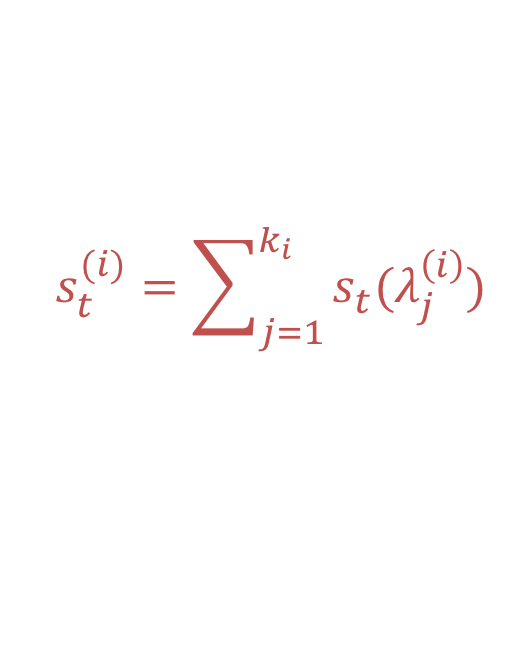 $s_t^{(i)} = \sum_{j=1}^{k_i} s_t(\lambda_j^{(i)})$